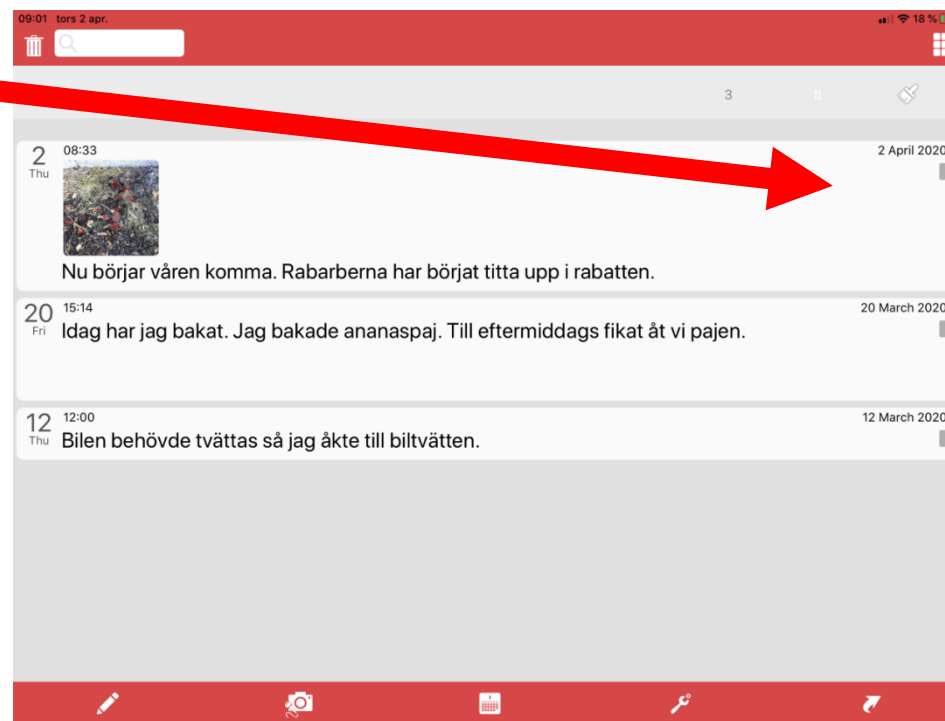 09:01 tors 2 apr. 18 %
3
2 08:33 2 April 2020
Thu
Nu börjar våren komma. Rabarberna har börjat titta upp i rabatten.
20 15:14 20 March 2020
Fri Idag har jag bakat. Jag bakade ananaspaj. Till eftermiddags fikat åt vi pajen.
12 12:00 12 March 2020
Thu Bilen behövde tvättas så jag åkte till biltvätten.